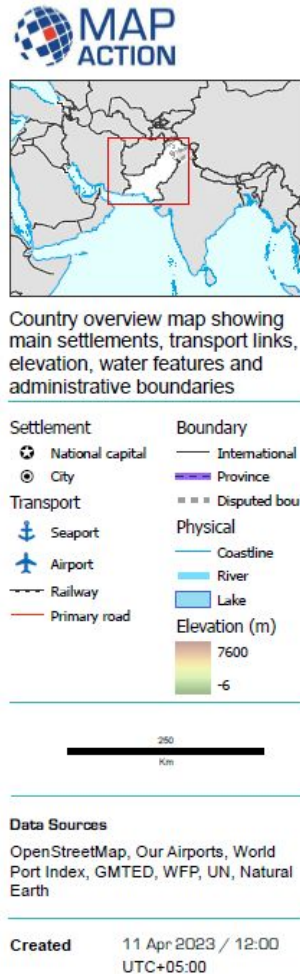 MAP
ACTION
Country overview map showing
main settlements, transport links,
elevation, water features and
administrative boundaries
Settlement
National capital
City
Transport
Seaport
Airport
Railway
Primary road
Boundary
International
Province
Disputed bou
Physical
Coastline
River
Lake
Elevation (m)
7600
-6
250
Km
Data Sources
OpenStreetMap, Our Airports, World
Port Index, GMTED, WFP, UN, Natural
Earth
Created 11 Apr 2023 / 12:00
UTC+05:00